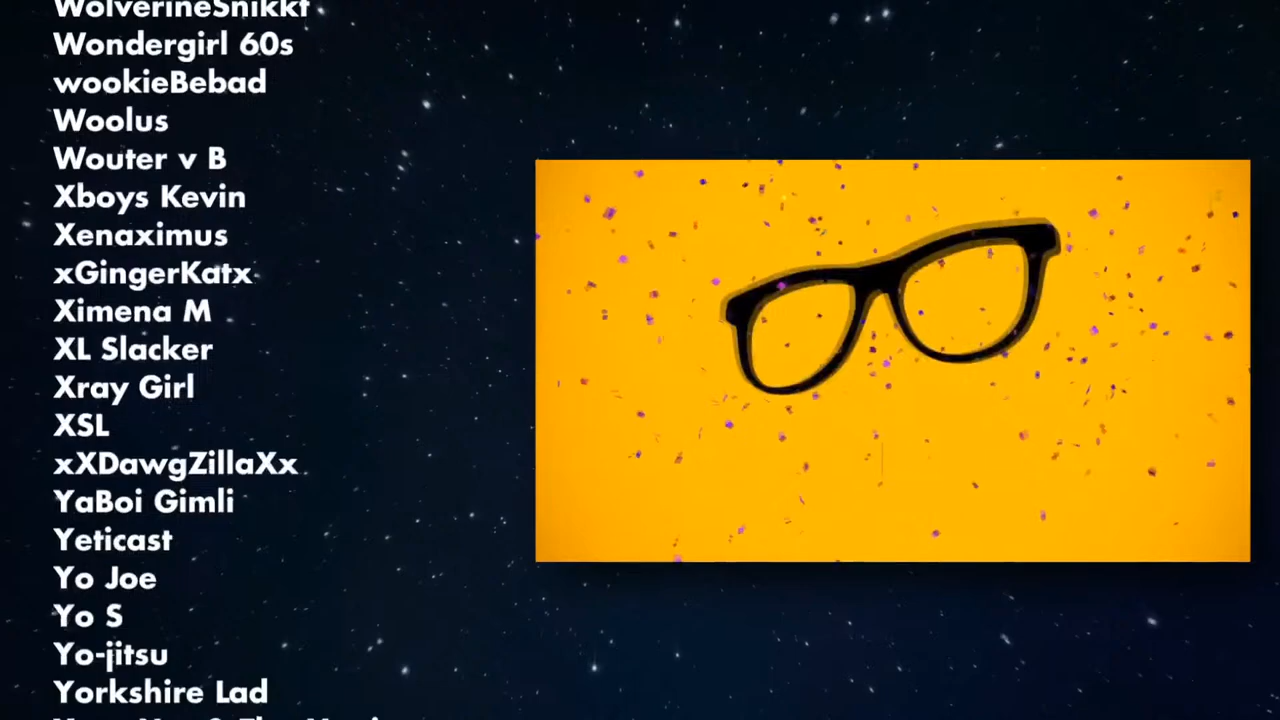 WolverineSnikkt
Wondergirl 60s
wookieBebad
Woolus
Wouter v B
Xboys Kevin
Xenaximus
xGingerKatx
Ximena M
XL Slacker
Xray Girl
XSL
xXDawgZillaXx
YaBoi Gimli
Yeticast
Yo Joe
Yo S
Yo-jitsu
Yorkshire Lad